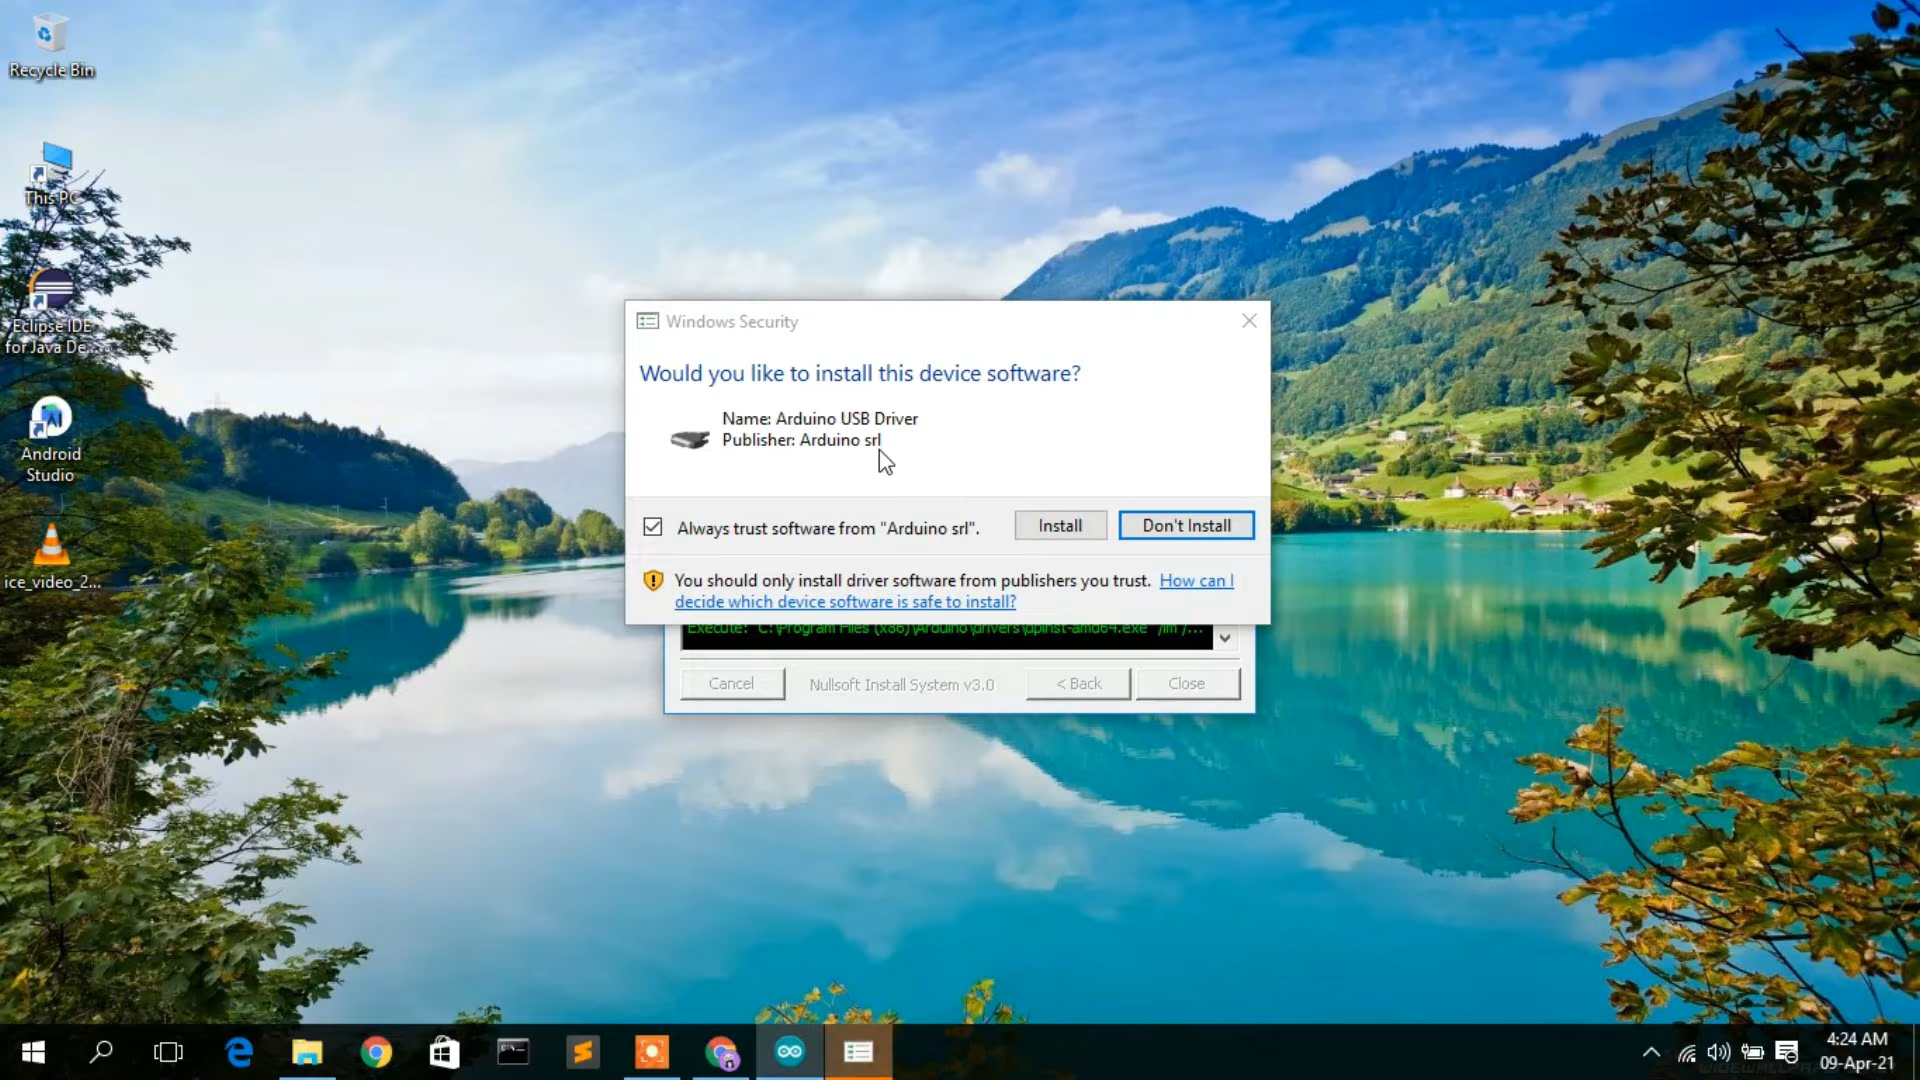 Recycle Bin
This PC
Eclipse IDE
for Java De...
Android
Studio
ice_video_2...
Windows Security
Would you like to install this device software?
Name: Arduino USB Driver
Publisher: Arduino srl
Always trust software from "Arduino srl".
Install
Don't Install
You should only install driver software from publishers you trust. How can I
decide which device software is safe to install?
Execute: "C:\Program Files (x86)\Arduino\drivers\dpinst-amd64.exe" /lm /...
Cancel
Nullsoft Install System v3.0
< Back
Close
4:24 AM
09-Apr-21